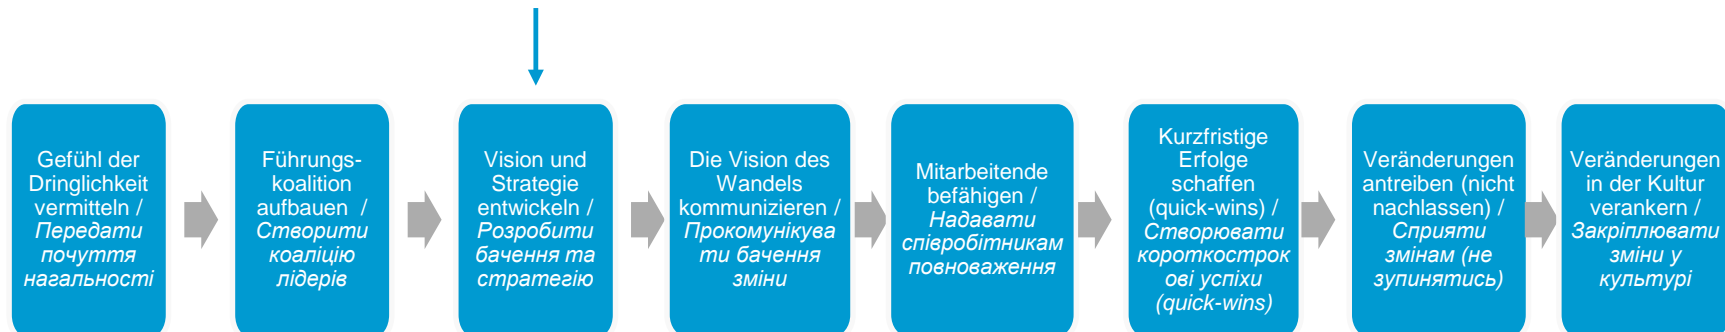 Gefühl der
Dringlichkeit
vermitteln /
Передати
почуття
нагальності
Führungs-
koalition
aufbauen /
Створити
коаліцію
лідерів
Vision und
Strategie
entwickeln /
Розробити
бачення та
стратегію
Die Vision des
Wandels
kommunizieren /
Прокомунікува
ти бачення
зміни
Mitarbeitende
befähigen /
Надавати
співробітникам
повноваження
Kurzfristige
Erfolge
schaffen
(quick-wins) /
Створювати
короткострок
ові успіхи
(quick-wins)
Veränderungen
antreiben (nicht
nachlassen) /
Сприяти
змінам (не
зупинятись)
Veränderungen
in der Kultur
verankern /
Закріплювати
зміни у
культурі